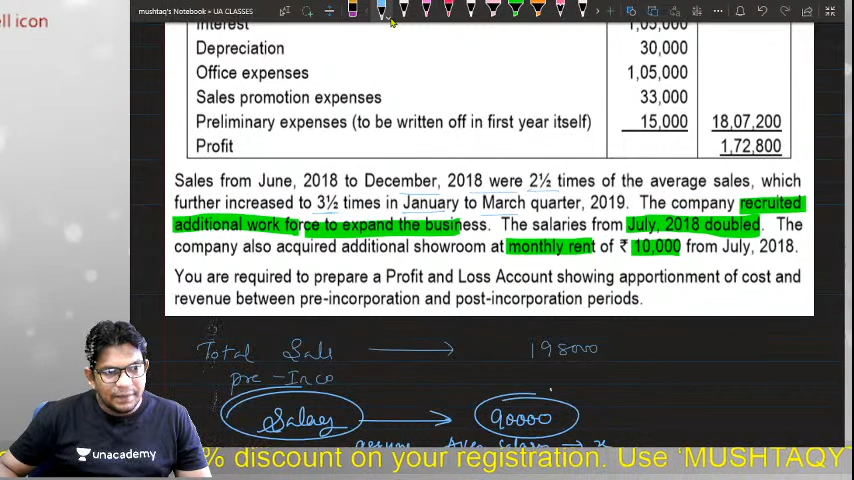 ell icon
mushtaq's Notebook » UA CLASSES
Interest 1,05,000
Depreciation 30,000
Office expenses 1,05,000
Sales promotion expenses 33,000
Preliminary expenses (to be written off in first year itself) 15,000 18,07,200
Profit 1,72,800
Sales from June, 2018 to December, 2018 were 2½ times of the average sales, which
further increased to 3½ times in January to March quarter, 2019. The company recruited
additional work force to expand the business. The salaries from July, 2018 doubled. The
company also acquired additional showroom at monthly rent of ₹ 10,000 from July, 2018.
You are required to prepare a Profit and Loss Account showing apportionment of cost and
revenue between pre-incorporation and post-incorporation periods.
Total Sale 198000
pre-Inco
Salary 90000
assume Aver salary → x
unacademy
% discount on your registration. Use 'MUSHTAQY